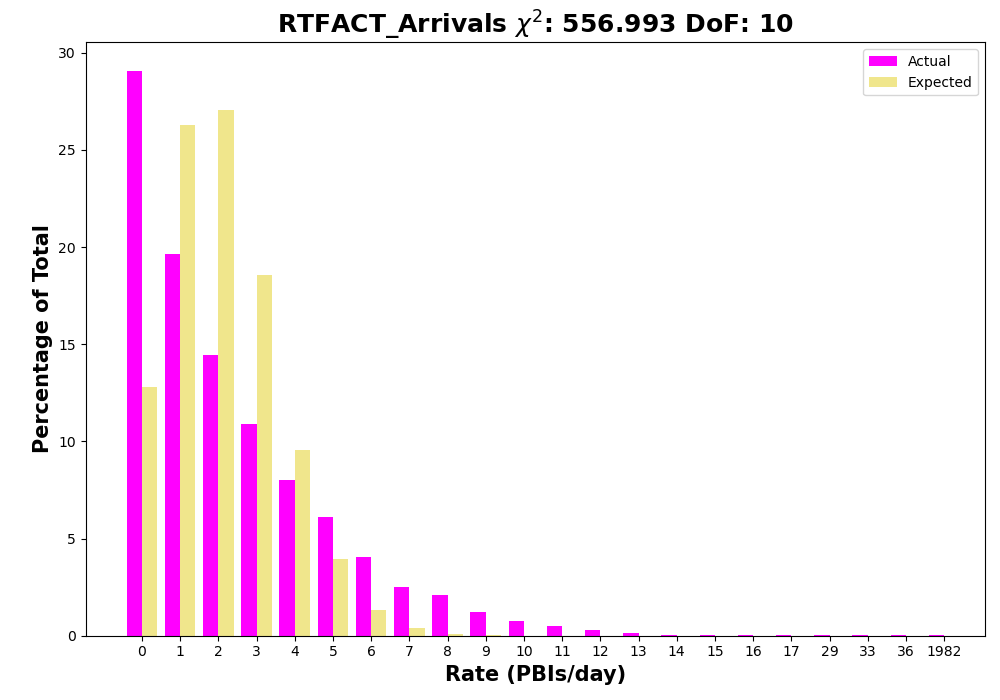 RTFACT_Arrivals χ²: 556.993 DoF: 10
Actual
Expected
Percentage of Total
30
25
20
15
10
5
0
0 1 2 3 4 5 6 7 8 9 10 11 12 13 14 15 16 17 29 33 36 1982
Rate (PBIs/day)